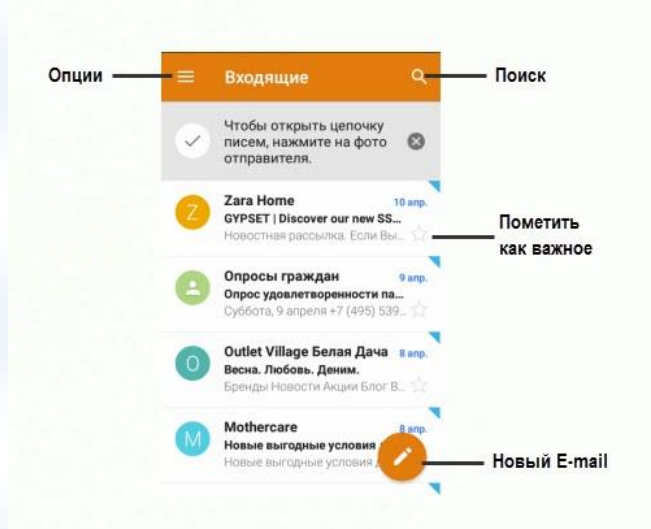 Опции
Входящие
Поиск
Чтобы открыть цепочку
писем, нажмите на фото
отправителя.
Z
Zara Home
10 апр.
GYPSET | Discover our new SS...
Новостная рассылка. Если Вы...
Пометить
как важное
Опросы граждан
9 апр.
Опрос удовлетворенности па...
Суббота, 9 апреля +7 (495) 539...
O
Outlet Village Белая Дача
8 апр.
Весна. Любовь. Деним.
Бренды Новости Акции Блог В...
M
Mothercare
8 апр.
Новые выгодные условия
Новые выгодные условия
Новый E-mail